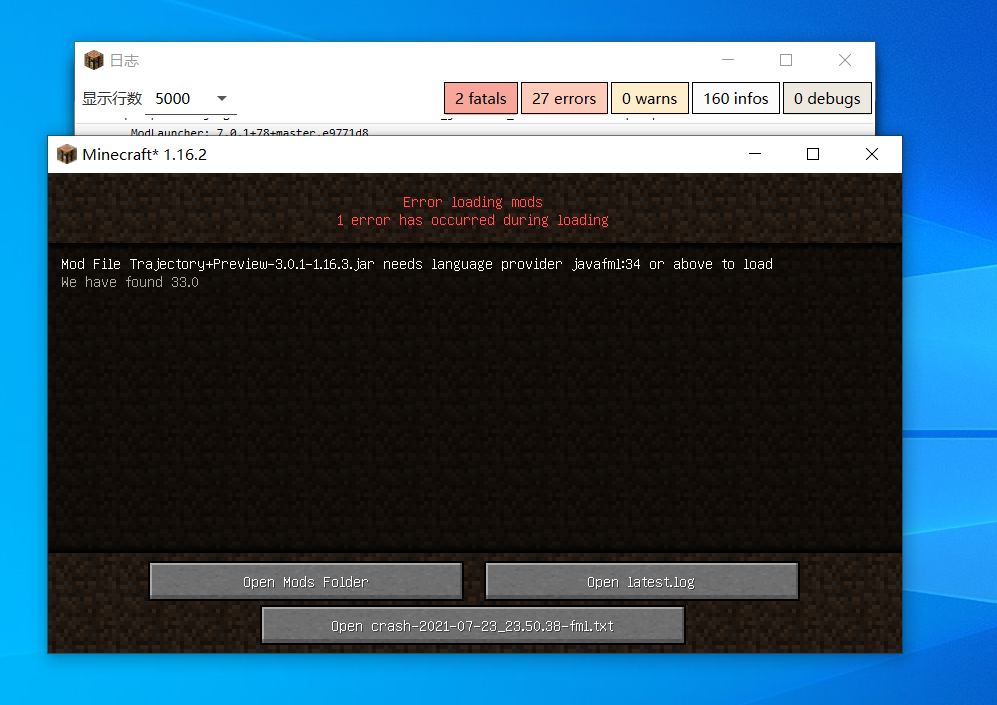 日志
显示行数 5000
2 fatals 27 errors 0 warns 160 infos 0 debugs
ModLauncher: 7.0.1+78+master.e9771d8
Minecraft* 1.16.2
Error loading mods
1 error has occurred during loading
Mod File Trajectory+Preview-3.0.1-1.16.3.jar needs language provider javafml:34 or above to load
We have found 33.0
Open Mods Folder
Open latest.log
Open crash-2021-07-23_23.50.38-fml.txt